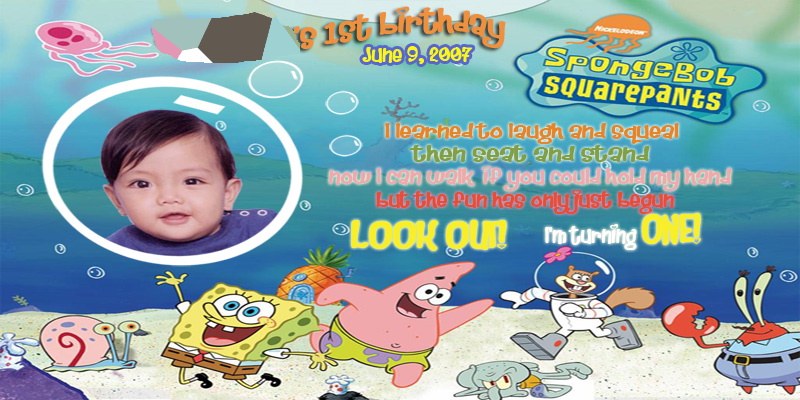 's 1st birthday
June 9, 2007
NICKELODEON
SpongeBob
SQUAREPANTS
I learned to laugh and squeal
then seat and stand
now i can walk if you could hold my hand
but the fun has only just begun
LOOK OUT!
I'm turning ONE!